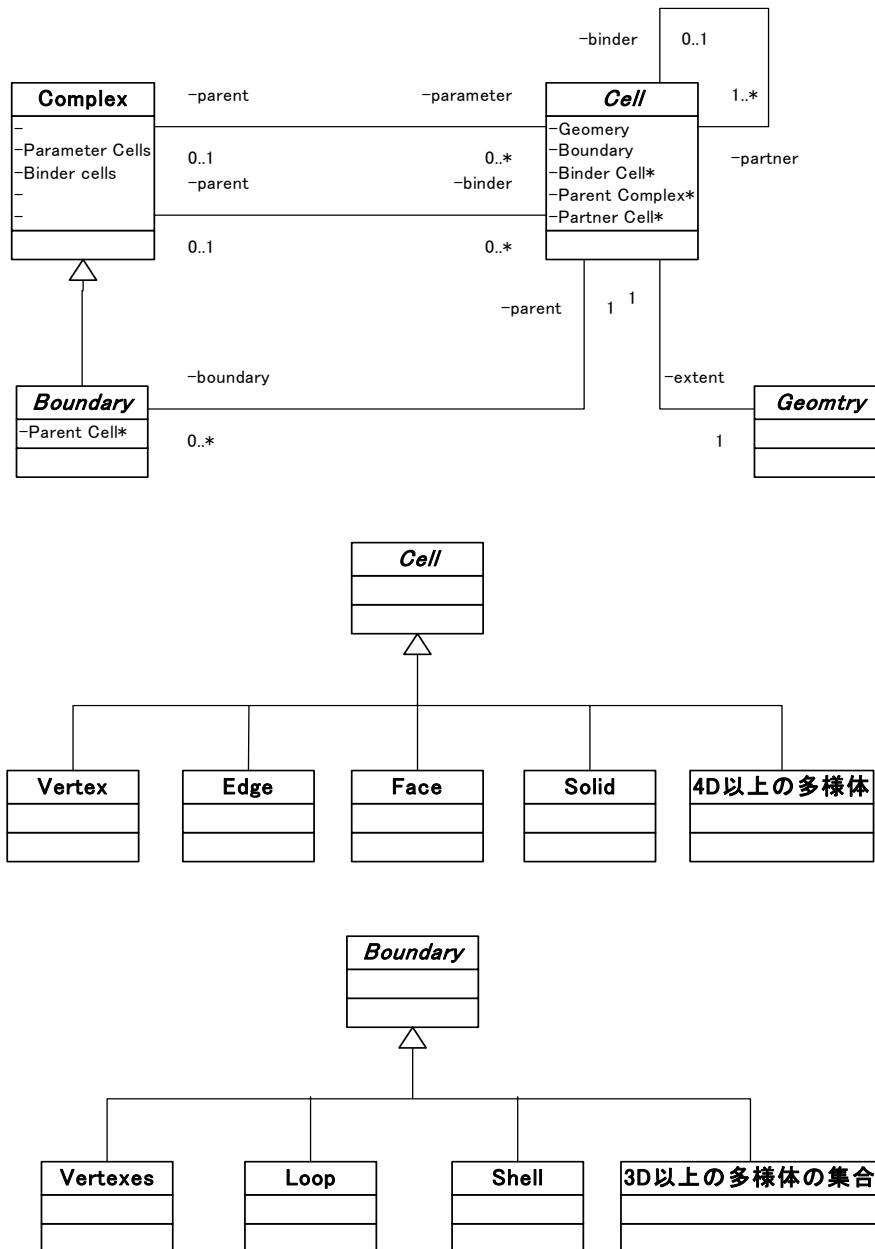 -binder 0..1
Complex
-
-Parameter Cells
-Binder cells
-
-
-parent -parameter
0..1 0..*
-parent -binder
0..1 0..*
Cell
-Geomery
-Boundary
-Binder Cell*
-Parent Complex*
-Partner Cell*
1..*
-partner
-parent 1 1
-boundary
0..*
-extent
1
Boundary
-Parent Cell*
Geomtry
Cell
Vertex Edge Face Solid 4D以上の多様体
Boundary
Vertexes Loop Shell 3D以上の多様体の集合